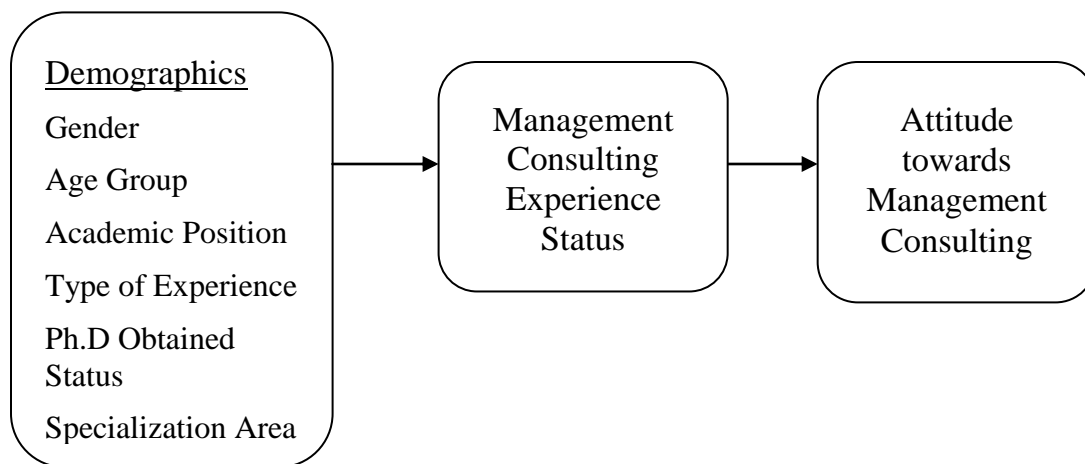 Demographics
Gender
Age Group
Academic Position
Type of Experience
Ph.D Obtained
Status
Specialization Area
Management
Consulting
Experience
Status
Attitude
towards
Management
Consulting